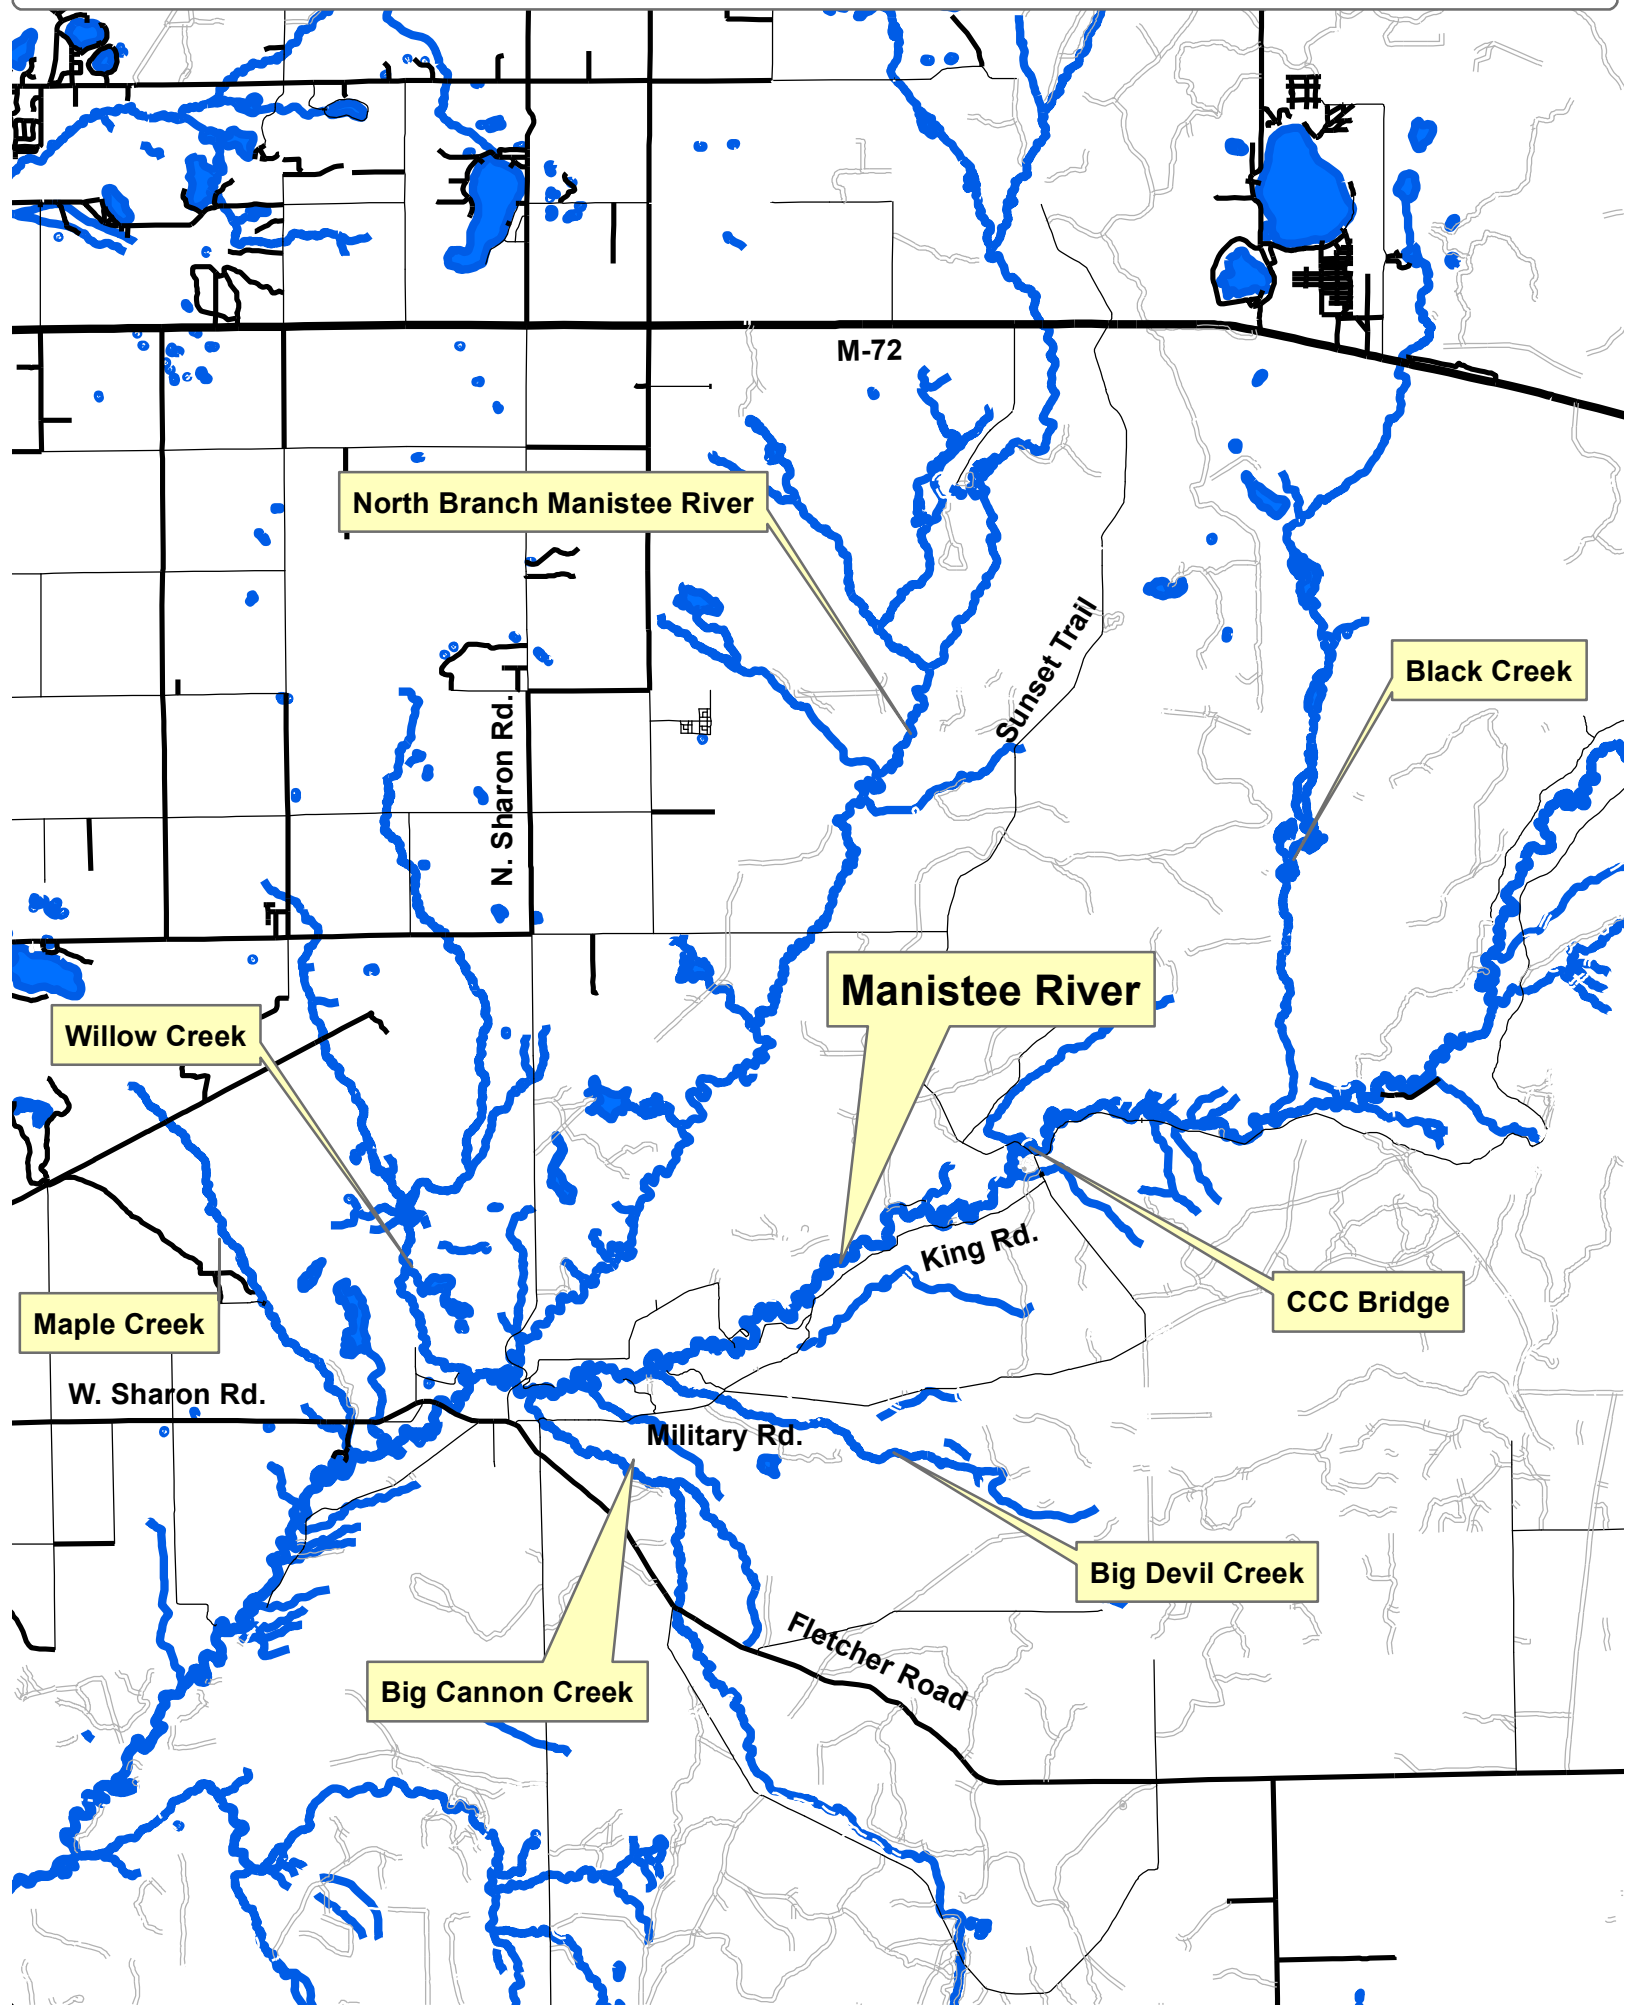 M-72
North Branch Manistee River
Sunset Trail
Black Creek
N. Sharon Rd.
Manistee River
Willow Creek
King Rd.
CCC Bridge
Maple Creek
W. Sharon Rd.
Military Rd.
Big Devil Creek
Fletcher Road
Big Cannon Creek